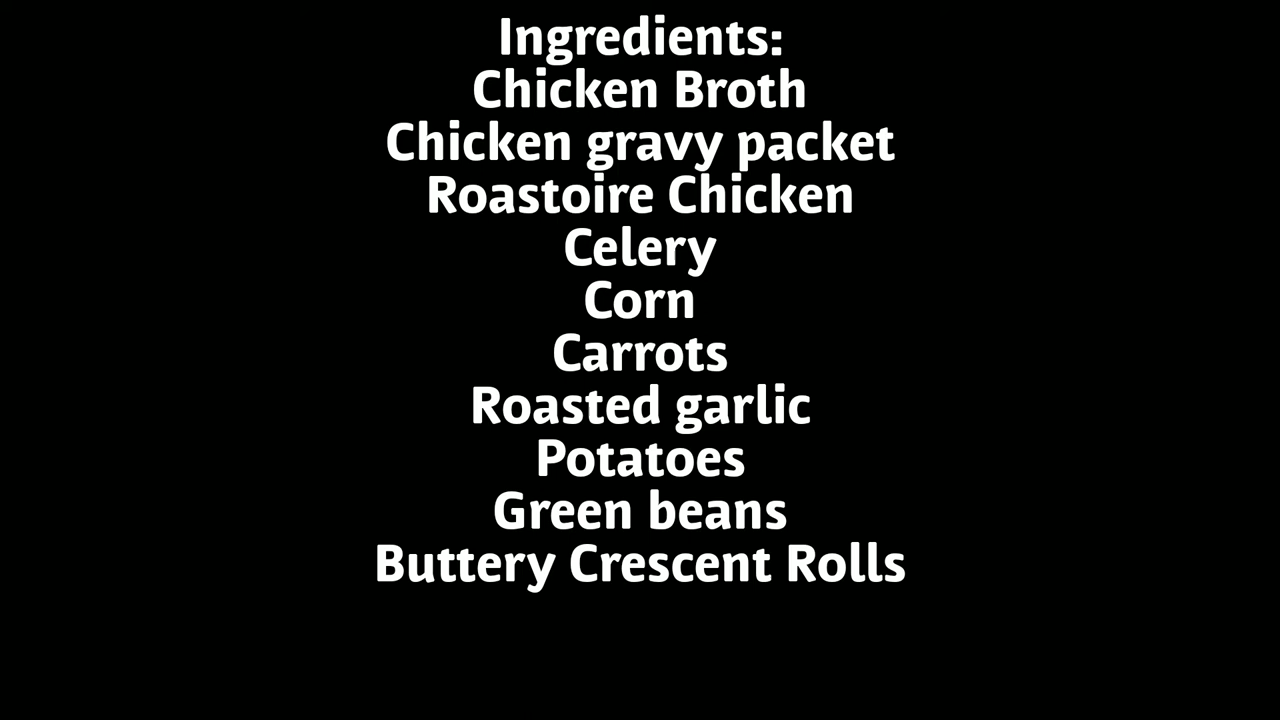 Ingredients:
Chicken Broth
Chicken gravy packet
Roastoire Chicken
Celery
Corn
Carrots
Roasted garlic
Potatoes
Green beans
Buttery Crescent Rolls